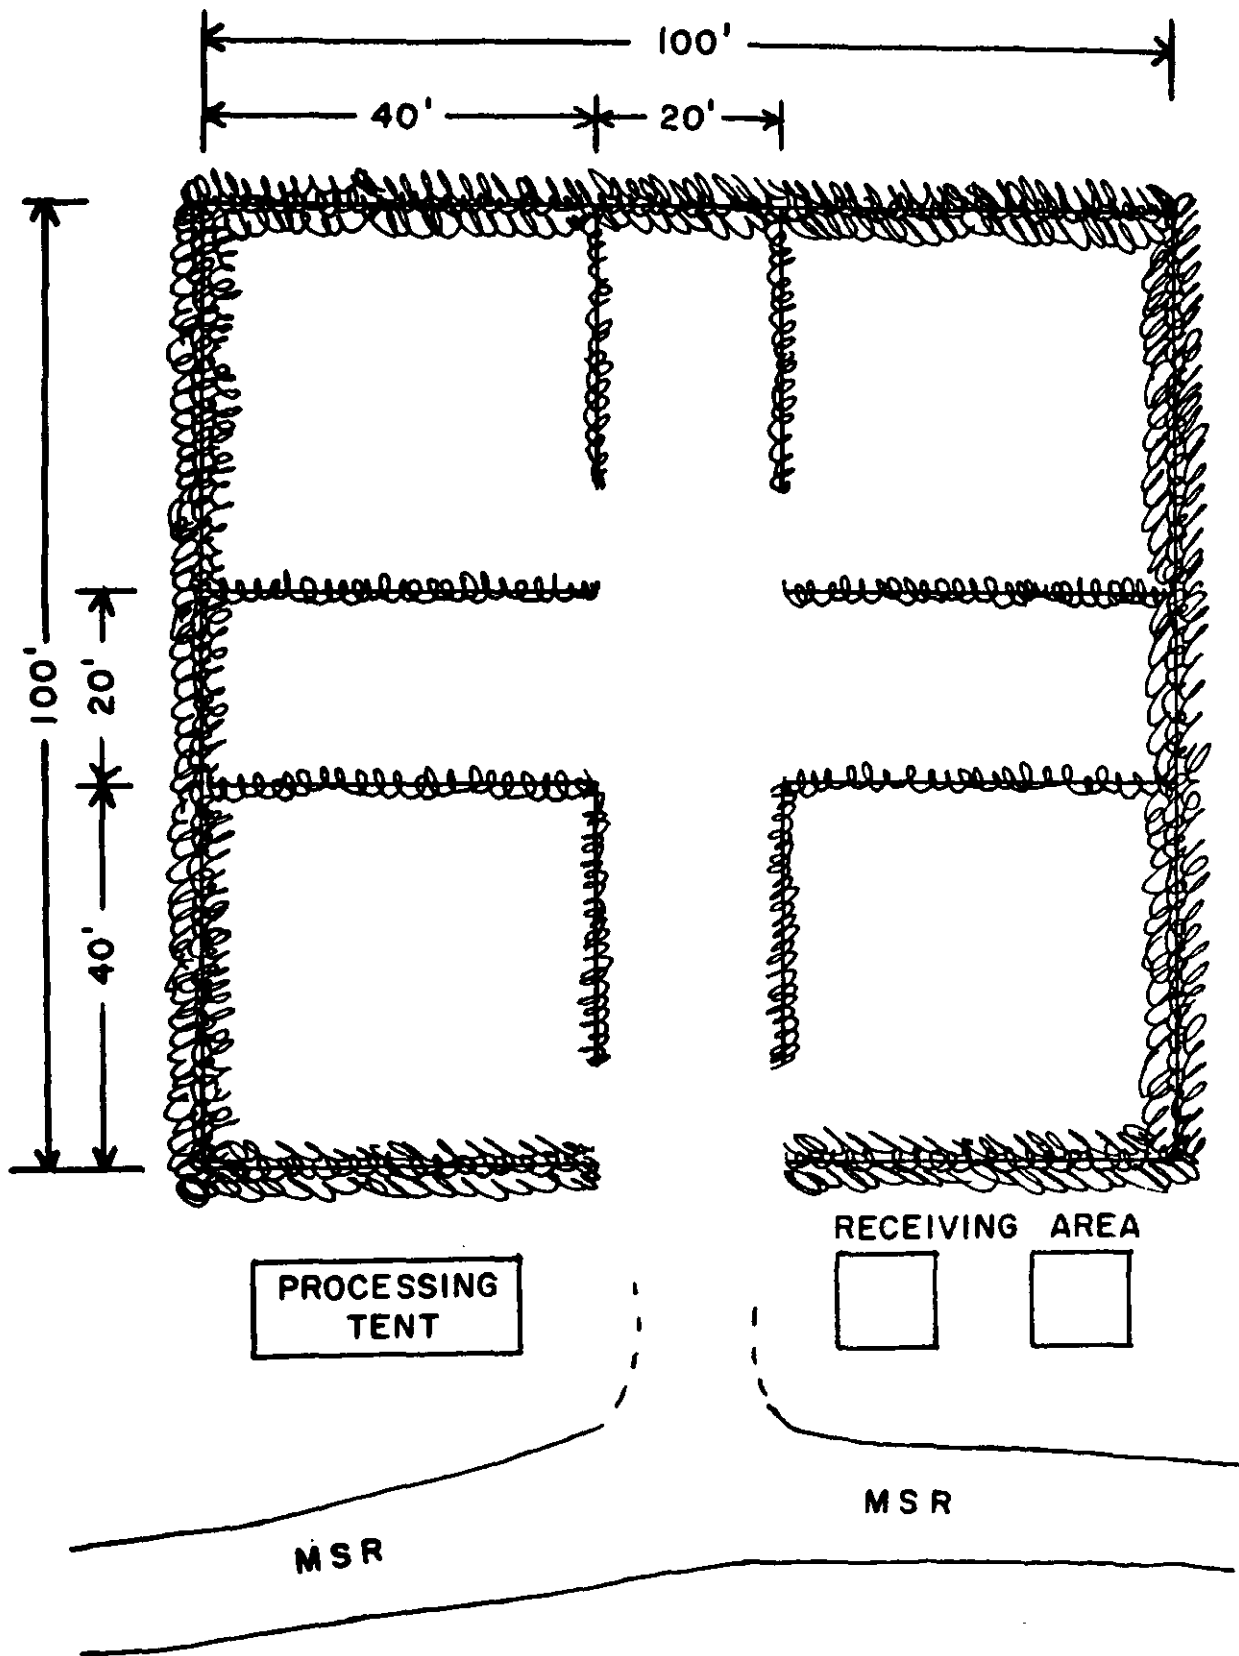 100'
40'
20'
100'
20'
40'
RECEIVING AREA
PROCESSING
TENT
MSR
MSR